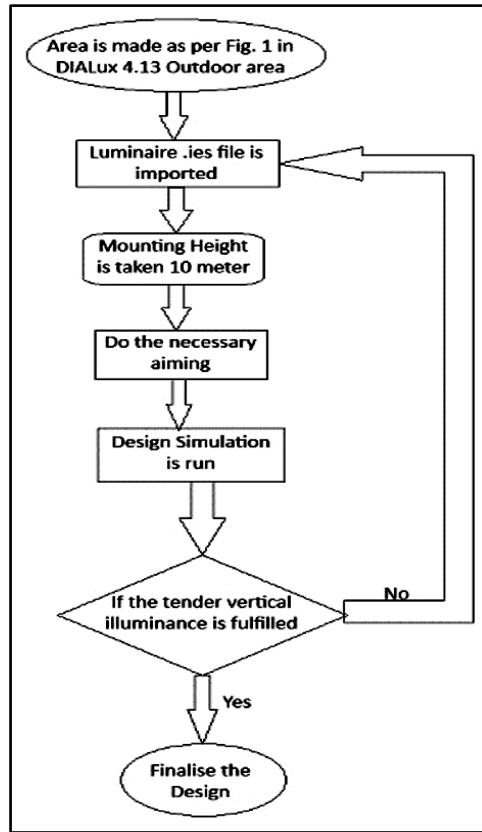 Area is made as per Fig. 1 in
DIALux 4.13 Outdoor area
Luminaire .ies file is
imported
Mounting Height
is taken 10 meter
Do the necessary
aiming
Design Simulation
is run
If the tender vertical
illuminance is fulfilled
No
Yes
Finalise the
Design